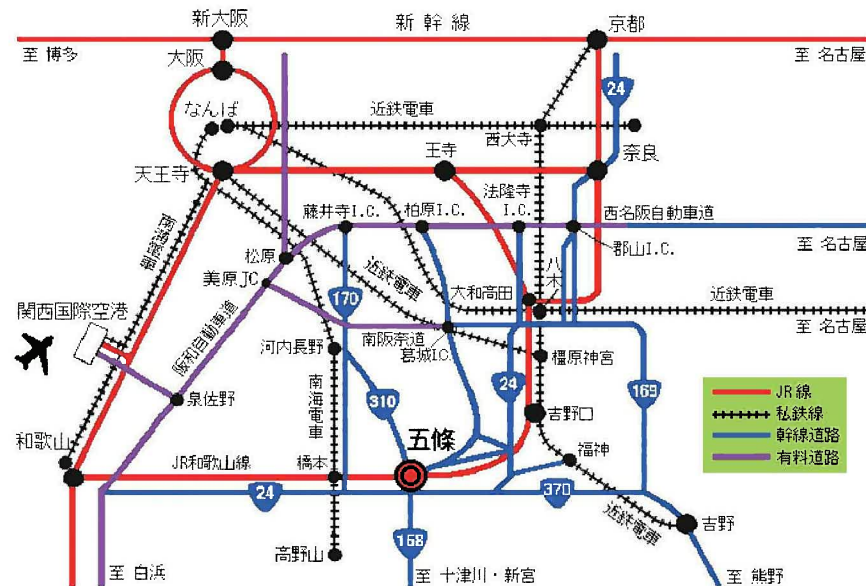 新大阪
新幹線
京都
至 博多
至 名古屋
大阪
24
なんば
近鉄電車
西大寺
天王寺
王寺
奈良
法隆寺
I.C.
藤井寺I.C.
柏原I.C.
西名阪自動車道
南海電車
松原
郡山I.C.
至 名古屋
美原JC
近鉄電車
大和高田
八木
170
近鉄電車
関西国際空港
至 名古屋
阪和自動車道
南阪奈道
葛城I.C.
河内長野
橿原神宮
24
169
310
南海電車
泉佐野
吉野口
JR線
私鉄線
幹線道路
有料道路
和歌山
五條
福神
JR和歌山線
橋本
24
370
近鉄電車
吉野
168
高野山
至 白浜
至 十津川・新宮
至 熊野